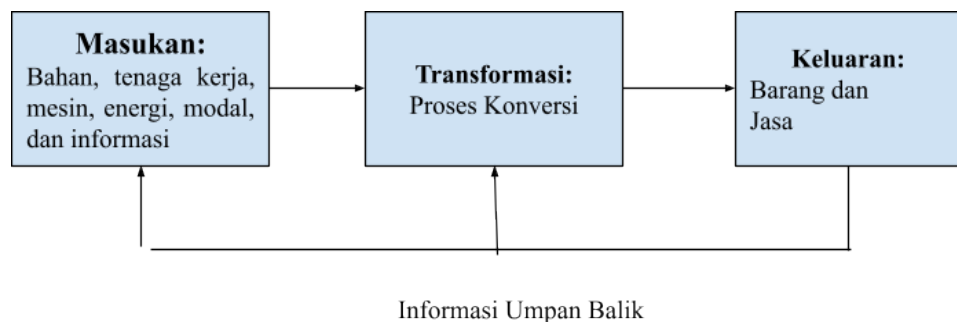 Masukan:
Bahan, tenaga kerja,
mesin, energi, modal,
dan informasi
Transformasi:
Proses Konversi
Keluaran:
Barang dan
Jasa
Informasi Umpan Balik